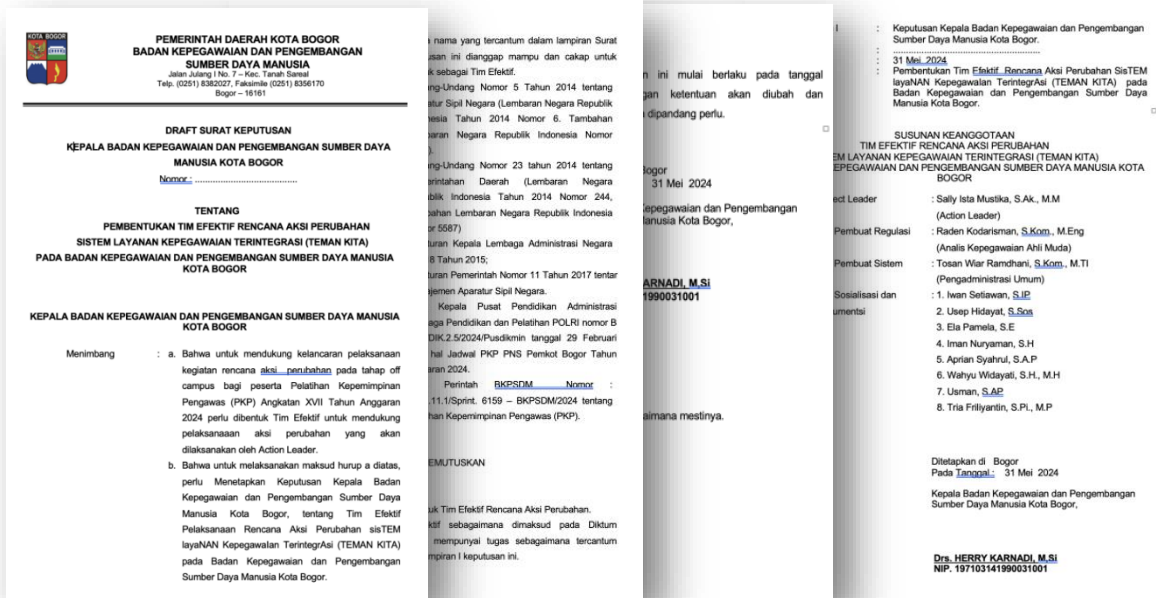 KOTA BOGOR
PEMERINTAH DAERAH KOTA BOGOR
BADAN KEPEGAWAIAN DAN PENGEMBANGAN
SUMBER DAYA MANUSIA
Jalan Julang I No. 7 – Kec. Tanah Sareal
Telp. (0251) 8382027, Faksimile (0251) 8356170
Bogor – 16161
DRAFT SURAT KEPUTUSAN
KEPALA BADAN KEPEGAWAIAN DAN PENGEMBANGAN SUMBER DAYA
MANUSIA KOTA BOGOR
Nomor : ......................................
TENTANG
PEMBENTUKAN TIM EFEKTIF RENCANA AKSI PERUBAHAN
SISTEM LAYANAN KEPEGAWAIAN TERINTEGRASI (TEMAN KITA)
PADA BADAN KEPEGAWAIAN DAN PENGEMBANGAN SUMBER DAYA MANUSIA
KOTA BOGOR
KEPALA BADAN KEPEGAWAIAN DAN PENGEMBANGAN SUMBER DAYA MANUSIA
KOTA BOGOR
Menimbang : a. Bahwa untuk mendukung kelancaran pelaksanaan
kegiatan rencana aksi perubahan pada tahap off
campus bagi peserta Pelatihan Kepemimpinan
Pengawas (PKP) Angkatan XVII Tahun Anggaran
2024 perlu dibentuk Tim Efektif untuk mendukung
pelaksanaaan aksi perubahan yang akan
dilaksanakan oleh Action Leader.
b. Bahwa untuk melaksanakan maksud hurup a diatas,
perlu Menetapkan Keputusan Kepala Badan
Kepegawaian dan Pengembangan Sumber Daya
Manusia Kota Bogor, tentang Tim Efektif
Pelaksanaan Rencana Aksi Perubahan sisTEM
layaNAN KepegawaIan TerintegrAsi (TEMAN KITA)
pada Badan Kepegawaian dan Pengembangan
Sumber Daya Manusia Kota Bogor.
nama yang tercantum dalam lampiran Surat
usan ini dianggap mampu dan cakap untuk
k sebagai Tim Efektif.
ng-Undang Nomor 5 Tahun 2014 tentang
atur Sipil Negara (Lembaran Negara Republik
nesia Tahun 2014 Nomor 6. Tambahan
baran Negara Republik Indonesia Nomor
).
ng-Undang Nomor 23 tahun 2014 tentang
erintahan Daerah (Lembaran Negara
ublik Indonesia Tahun 2014 Nomor 244,
bahan Lembaran Negara Republik Indonesia
or 5587)
turan Kepala Lembaga Administrasi Negara
8 Tahun 2015;
turan Pemerintah Nomor 11 Tahun 2017 tentar
ajemen Aparatur Sipil Negara.
Kepala Pusat Pendidikan Administrasi
aga Pendidikan dan Pelatihan POLRI nomor B
DIK.2.5/2024/Pusdikmin tanggal 29 Februari
hal Jadwal PKP PNS Pemkot Bogor Tahun
aran 2024.
Perintah BKPSDM Nomor :
.11.1/Sprint. 6159 – BKPSDM/2024 tentang
han Kepemimpinan Pengawas (PKP).
EMUTUSKAN
uk Tim Efektif Rencana Aksi Perubahan.
ktif sebagaimana dimaksud pada Diktum
mempunyai tugas sebagaimana tercantum
mpiran I keputusan ini.
n ini mulai berlaku pada tanggal
gan ketentuan akan diubah dan
dipandang perlu.
Bogor
31 Mei 2024
Kepegawaian dan Pengembangan
Manusia Kota Bogor,
ARNADI, M,Si
1990031001
aimana mestinya.
I : Keputusan Kepala Badan Kepegawaian dan Pengembangan
Sumber Daya Manusia Kota Bogor.
: ......................................................
: 31 Mei 2024
: Pembentukan Tim Efektif Rencana Aksi Perubahan SisTEM
layaNAN Kepegawalan TerintegrAsi (TEMAN KITA) pada
Badan Kepegawaian dan Pengembangan Sumber Daya
Manusia Kota Bogor.
SUSUNAN KEANGGOTAAN
TIM EFEKTIF RENCANA AKSI PERUBAHAN
EM LAYANAN KEPEGAWAIAN TERINTEGRASI (TEMAN KITA)
EPEGAWAIAN DAN PENGEMBANGAN SUMBER DAYA MANUSIA KOTA
BOGOR
ect Leader : Sally Ista Mustika, S.Ak., M.M
(Action Leader)
Pembuat Regulasi : Raden Kodarisman, S.Kom., M.Eng
(Analis Kepegawaian Ahli Muda)
Pembuat Sistem : Tosan Wiar Ramdhani, S.Kom., M.TI
(Pengadministrasi Umum)
Sosialisasi dan : 1. Iwan Setiawan, S.IP
umentsi 2. Usep Hidayat, S.Sos
3. Ela Pamela, S.E
4. Iman Nuryaman, S.H
5. Aprian Syahrul, S.A.P
6. Wahyu Widayati, S.H., M.H
7. Usman, S.AP
8. Tria Friliyantin, S.Pi., M.P
Ditetapkan di Bogor
Pada Tanggal : 31 Mei 2024
Kepala Badan Kepegawaian dan Pengembangan
Sumber Daya Manusia Kota Bogor,
Drs. HERRY KARNADI, M,Si
NIP. 197103141990031001